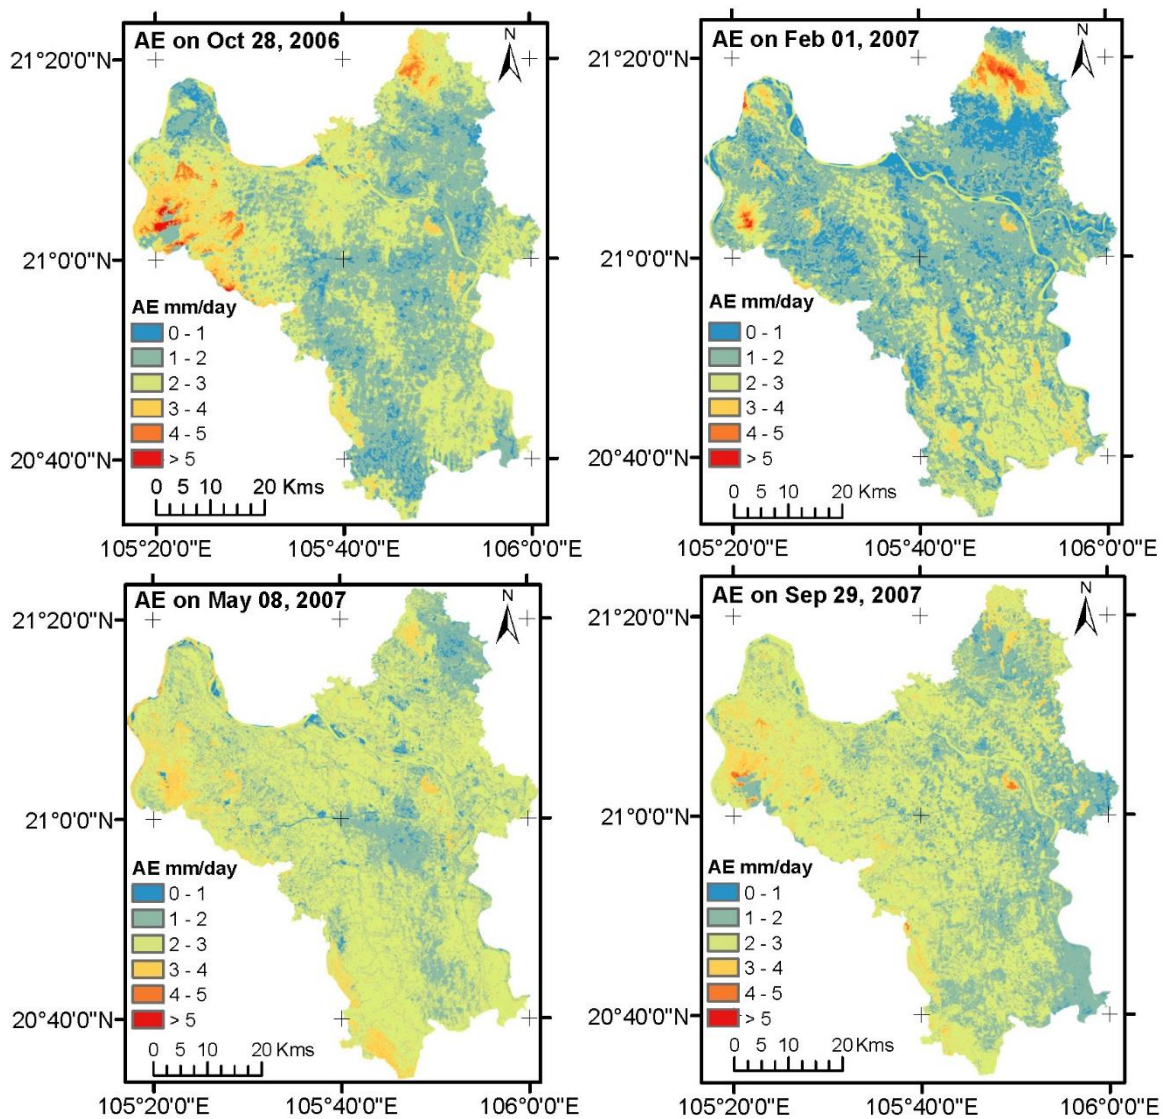 AE on Oct 28, 2006
N
21°20'0"N
21°0'0"N
AE mm/day
0 - 1
1 - 2
2 - 3
3 - 4
4 - 5
> 5
20°40'0"N
0 5 10 20 Kms
105°20'0"E 105°40'0"E 106°0'0"E
AE on Feb 01, 2007
N
21°20'0"N
21°0'0"N
AE mm/day
0 - 1
1 - 2
2 - 3
3 - 4
4 - 5
> 5
20°40'0"N
0 5 10 20 Kms
105°20'0"E 105°40'0"E 106°0'0"E
AE on May 08, 2007
N
21°20'0"N
21°0'0"N
AE mm/day
0 - 1
1 - 2
2 - 3
3 - 4
4 - 5
> 5
20°40'0"N
0 5 10 20 Kms
105°20'0"E 105°40'0"E 106°0'0"E
AE on Sep 29, 2007
N
21°20'0"N
21°0'0"N
AE mm/day
0 - 1
1 - 2
2 - 3
3 - 4
4 - 5
> 5
20°40'0"N
0 5 10 20 Kms
105°20'0"E 105°40'0"E 106°0'0"E